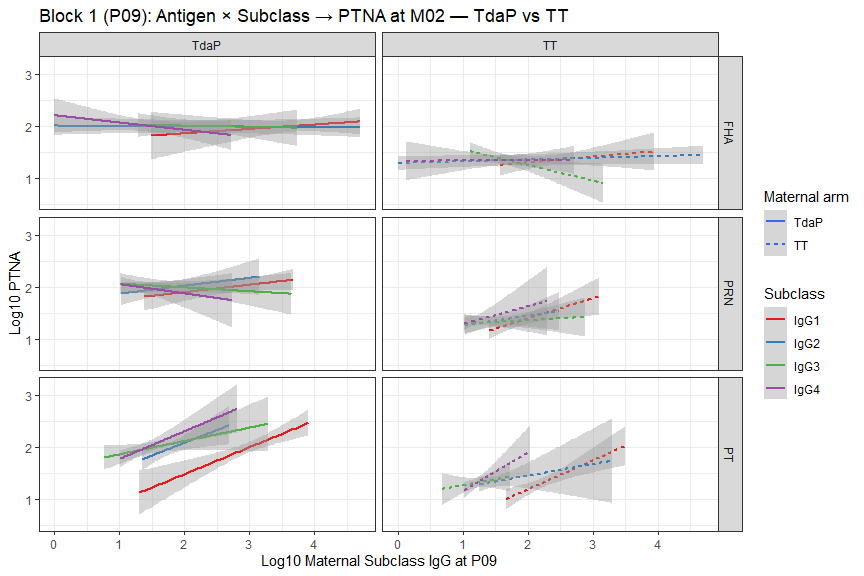 Block 1 (P09): Antigen × Subclass → PTNA at M02 — TdaP vs TT
TdaP
TT
3
2
1
FHA
3
2
1
PRN
3
2
1
PT
0
1
2
3
4
0
1
2
3
4
Log10 PTNA
Log10 Maternal Subclass IgG at P09
Maternal arm
TdaP
TT
Subclass
IgG1
IgG2
IgG3
IgG4